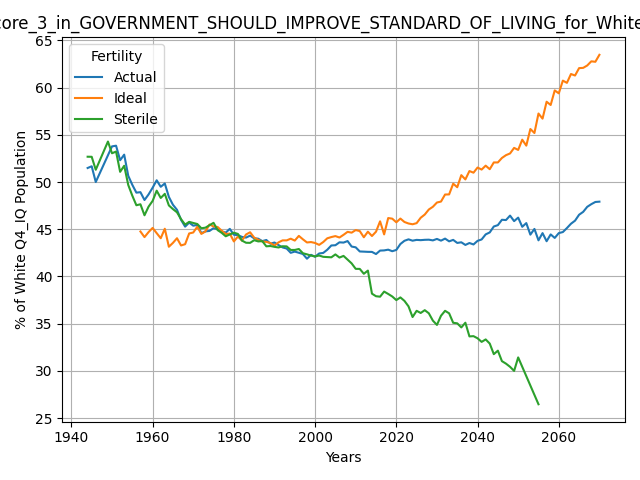 core_3_in_GOVERNMENT_SHOULD_IMPROVE_STANDARD_OF_LIVING_for_White
Fertility
Actual
Ideal
Sterile
% of White Q4_IQ Population
65
60
55
50
45
40
35
30
25
1940
1960
1980
2000
2020
2040
2060
Years